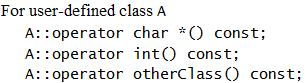 For user-defined class A
A::operator char *() const;
A::operator int() const;
A::operator otherClass() const;